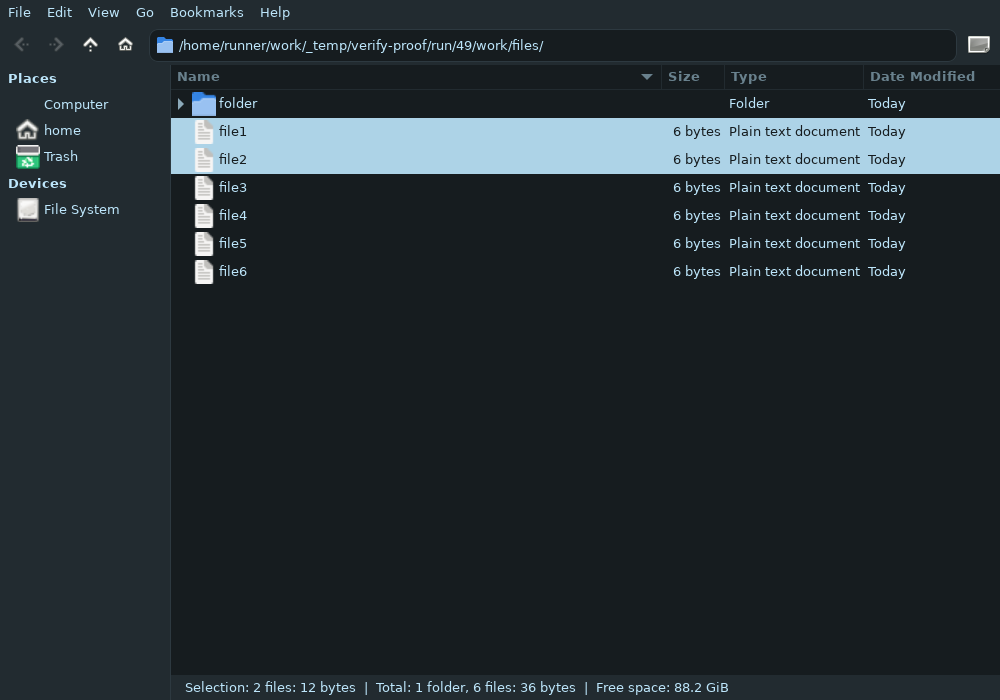 File Edit View Go Bookmarks Help
/home/runner/work/_temp/verify-proof/run/49/work/files/
Places
Computer
home
Trash
Devices
File System
Name Size Type Date Modified
folder Folder Today
file1 6 bytes Plain text document Today
file2 6 bytes Plain text document Today
file3 6 bytes Plain text document Today
file4 6 bytes Plain text document Today
file5 6 bytes Plain text document Today
file6 6 bytes Plain text document Today
Selection: 2 files: 12 bytes | Total: 1 folder, 6 files: 36 bytes | Free space: 88.2 GiB